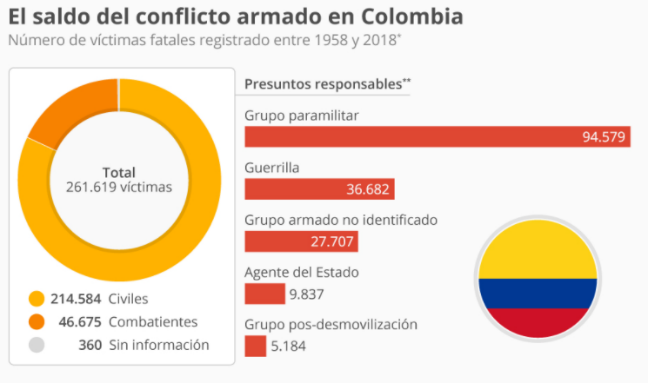 El saldo del conflicto armado en Colombia
Número de víctimas fatales registrado entre 1958 y 2018*
Total
261.619 víctimas
214.584 Civiles
46.675 Combatientes
360 Sin información
Presuntos responsables**
Grupo paramilitar
94.579
Guerrilla
36.682
Grupo armado no identificado
27.707
Agente del Estado
9.837
Grupo pos-desmovilización
5.184